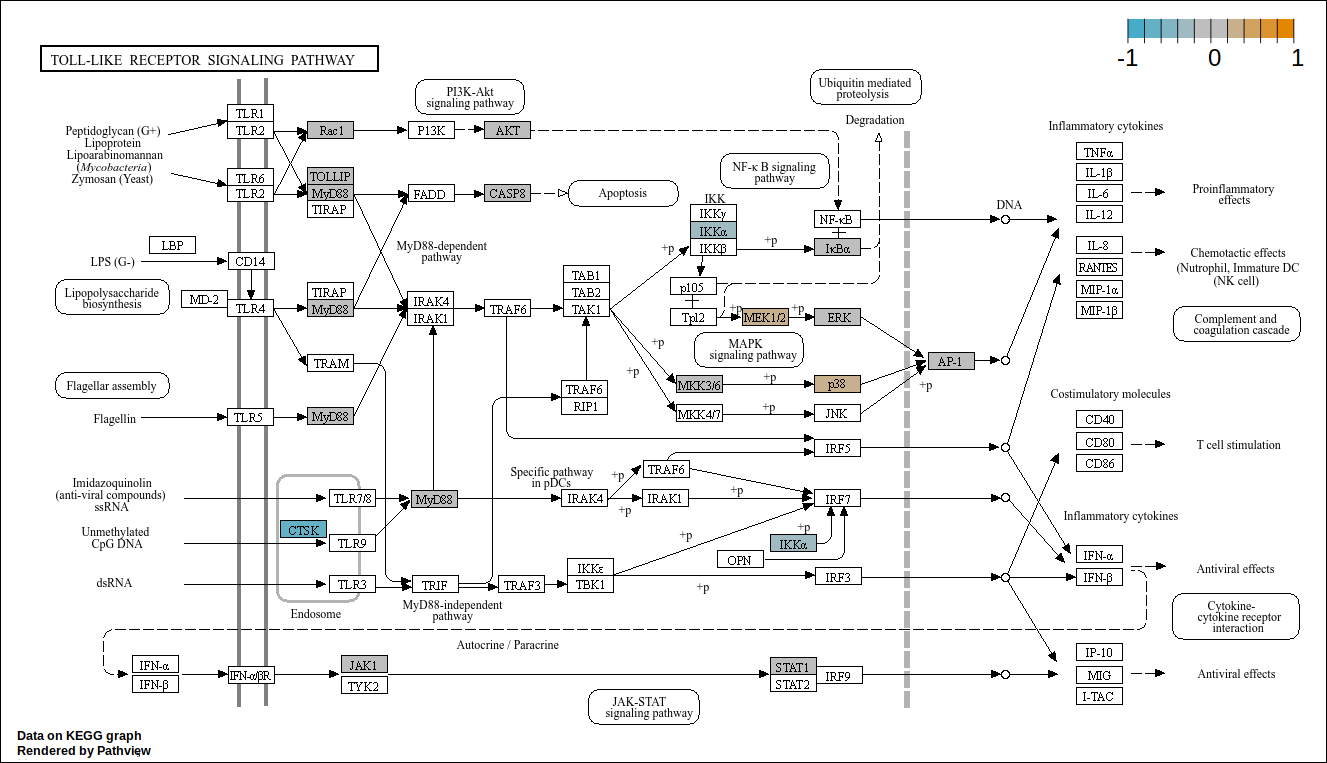 -1 0 1
TOLL-LIKE RECEPTOR SIGNALING PATHWAY
PI3K-Akt
signaling pathway
Ubiquitin mediated
proteolysis
Degradation
Inflammatory cytokines
TLR1
TLR2
Peptidoglycan (G+)
Lipoprotein
Lipoarabinomannan
(Mycobacteria)
Zymosan (Yeast)
Rac1
P13K
AKT
TNFα
IL-1β
IL-6
IL-12
Proinflammatory
effects
NF-κ B signaling
pathway
TLR6
TLR2
TOLLIP
MyD88
TIRAP
FADD
CASP8
Apoptosis
IKK
IKKγ
IKKα
IKKβ
NF-κB
IκBα
DNA
+p
+p
LBP
LPS (G-)
CD14
MyD88-dependent
pathway
IL-8
RANTES
MIP-1α
MIP-1β
Chemotactic effects
(Nutrophil, Immature DC
(NK cell)
Complement and
coagulation cascade
Lipopolysaccharide
biosynthesis
MD-2
TLR4
TIRAP
MyD88
IRAK4
IRAK1
TRAF6
TAB1
TAB2
TAK1
p105
Tpl2
+p
MEK1/2
+p
ERK
MAPK
signaling pathway
+p
+p
AP-1
+p
TRAM
MKK3/6
+p
p38
MKK4/7
+p
JNK
Flagellar assembly
Flagellin
TLR5
MyD88
TRAF6
RIP1
IRF5
Costimulatory molecules
CD40
CD80
CD86
T cell stimulation
Imidazoquinolin
(anti-viral compounds)
ssRNA
TLR7/8
MyD88
Specific pathway
in pDCs
IRAK4
+p
+p
TRAF6
IRAK1
+p
IRF7
Unmethylated
CpG DNA
CTSK
TLR9
+p
+p
IKKα
OPN
Inflammatory cytokines
IFN-α
IFN-β
Antiviral effects
dsRNA
TLR3
TRIF
TRAF3
IKKε
TBK1
+p
IRF3
Endosome
MyD88-independent
pathway
Cytokine-
cytokine receptor
interaction
Autocrine / Paracrine
IFN-α
IFN-β
IFN-α/βR
JAK1
TYK2
STAT1
STAT2
IRF9
IP-10
MIG
I-TAC
Antiviral effects
JAK-STAT
signaling pathway
Data on KEGG graph
Rendered by Pathview